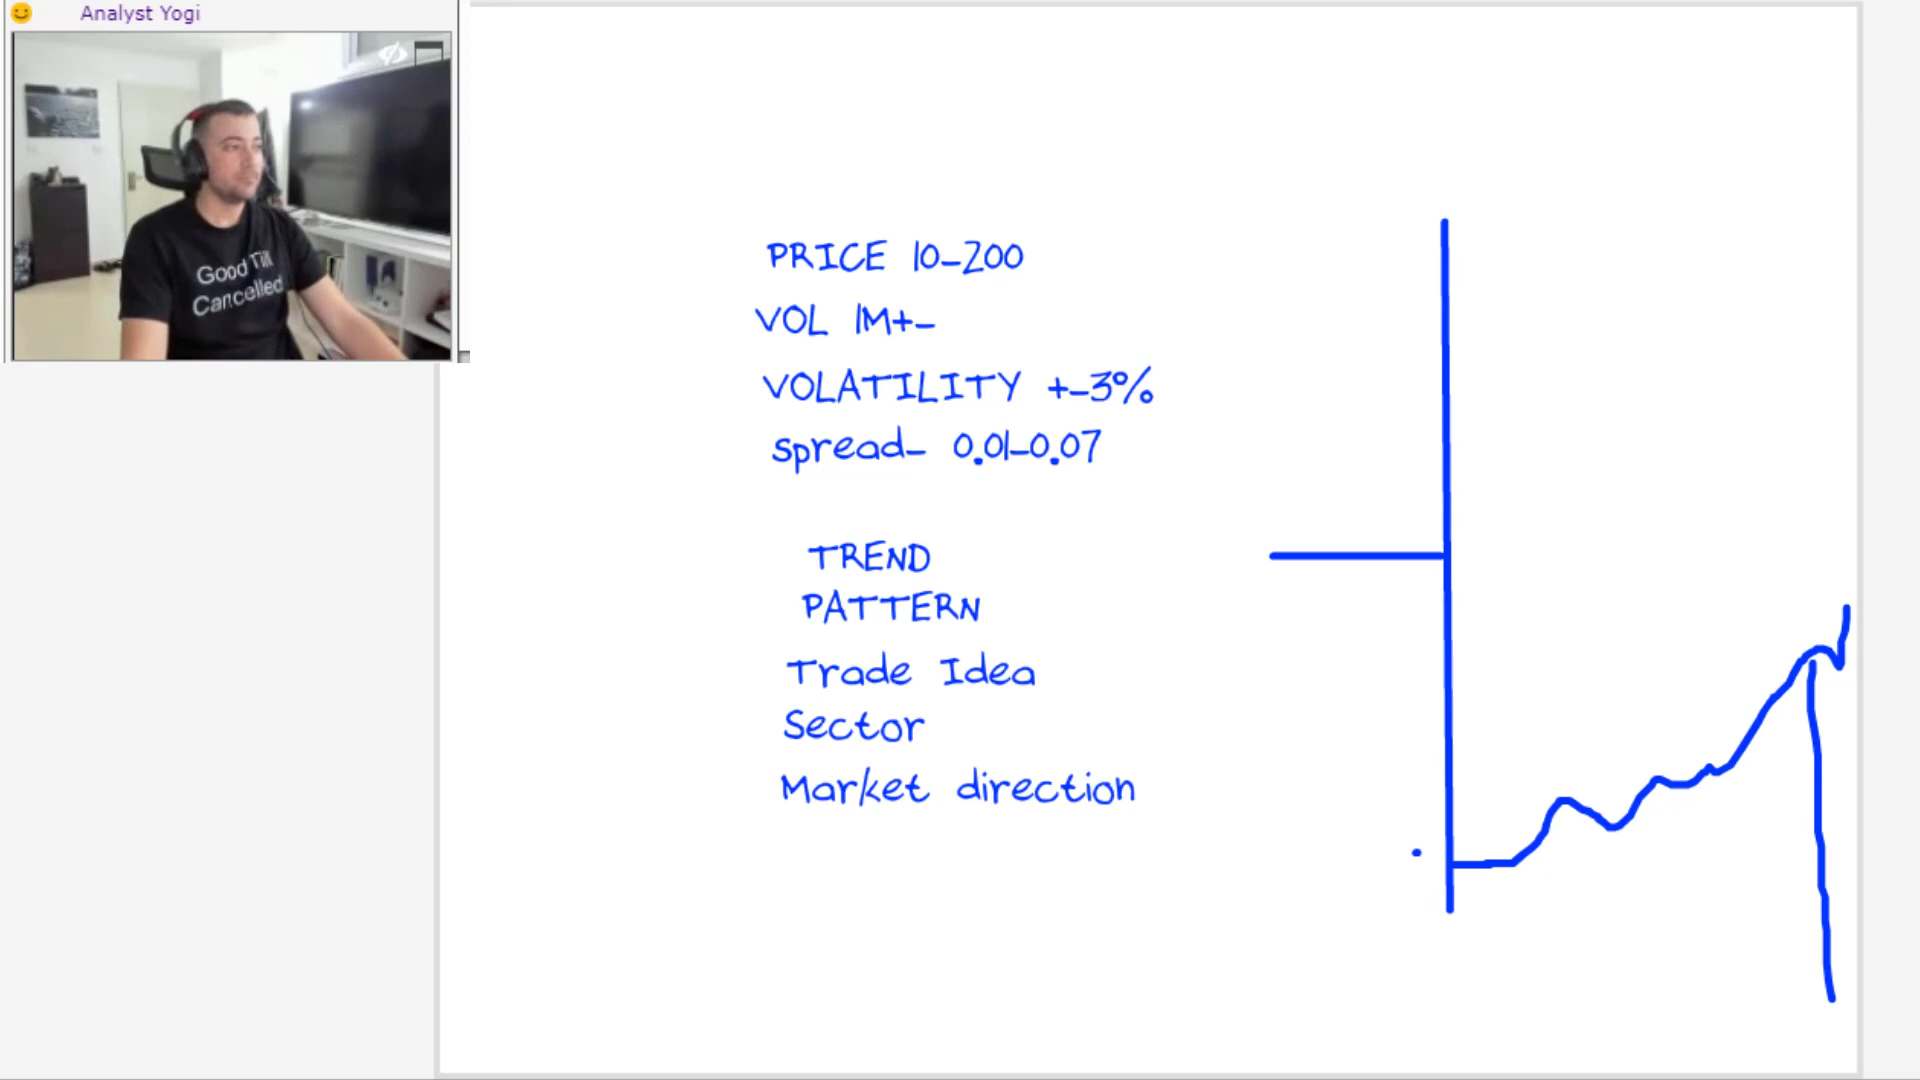 Analyst Yogi
Good Till
Cancelled
PRICE 10-200
VOL 1M+-
VOLATILITY +-3%
spread- 0.01-0.07
TREND
PATTERN
Trade Idea
Sector
Market direction